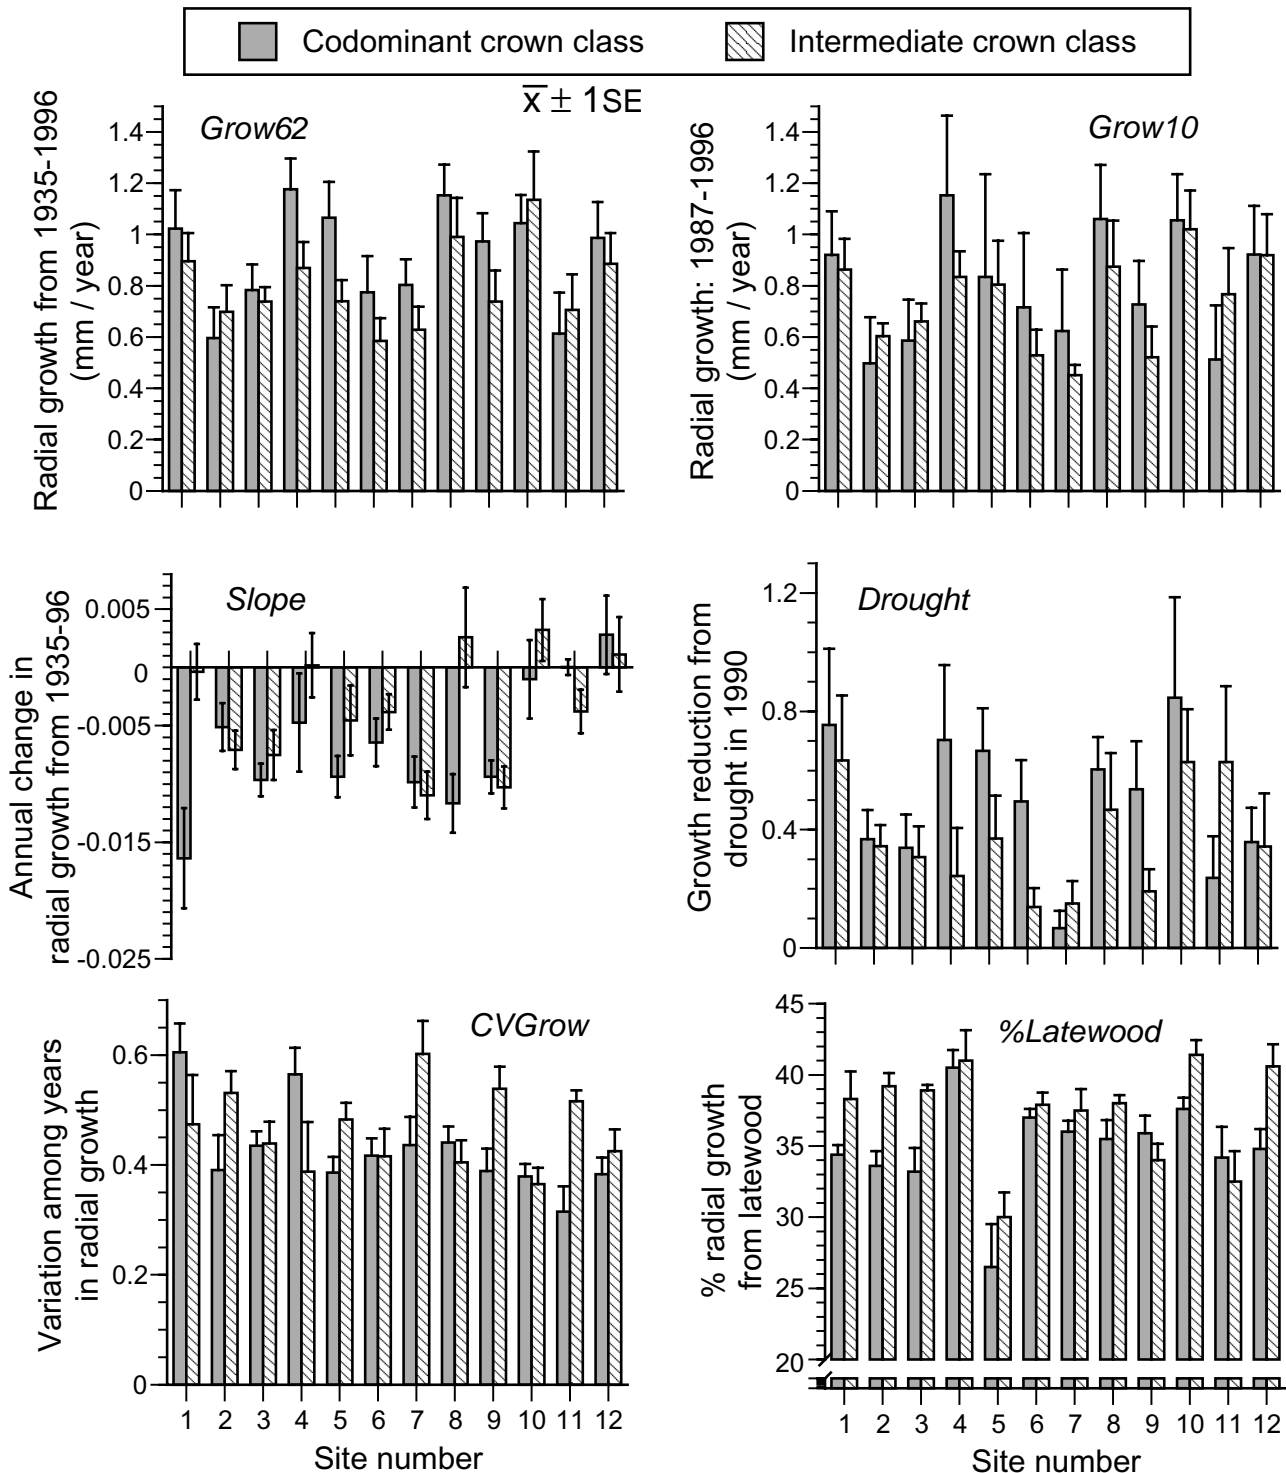 Codominant crown class
Intermediate crown class
x̅ ± 1SE
Grow62
Radial growth from 1935-1996
(mm / year)
1.4
1.2
1
0.8
0.6
0.4
0.2
0
Grow10
Radial growth: 1987-1996
(mm / year)
1.4
1.2
1
0.8
0.6
0.4
0.2
0
Slope
Annual change in
radial growth from 1935-96
0.005
0
-0.005
-0.015
-0.025
Drought
Growth reduction from
drought in 1990
1.2
0.8
0.4
0
CVGrow
Variation among years
in radial growth
0.6
0.4
0.2
0
1 2 3 4 5 6 7 8 9 10 11 12
Site number
%Latewood
% radial growth
from latewood
45
40
35
30
25
20
1 2 3 4 5 6 7 8 9 10 11 12
Site number